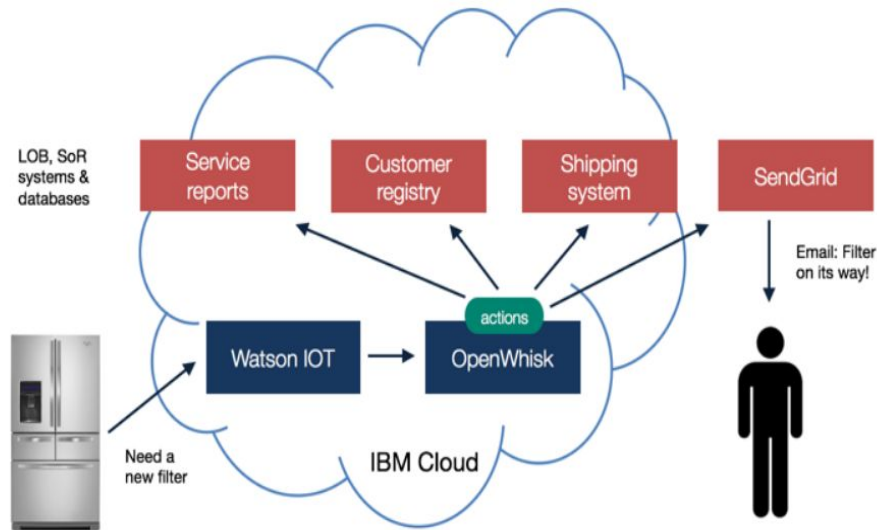 LOB, SoR
systems &
databases
Service
reports
Customer
registry
Shipping
system
SendGrid
Email: Filter
on its way!
actions
Watson IOT
OpenWhisk
Need a
new filter
IBM Cloud